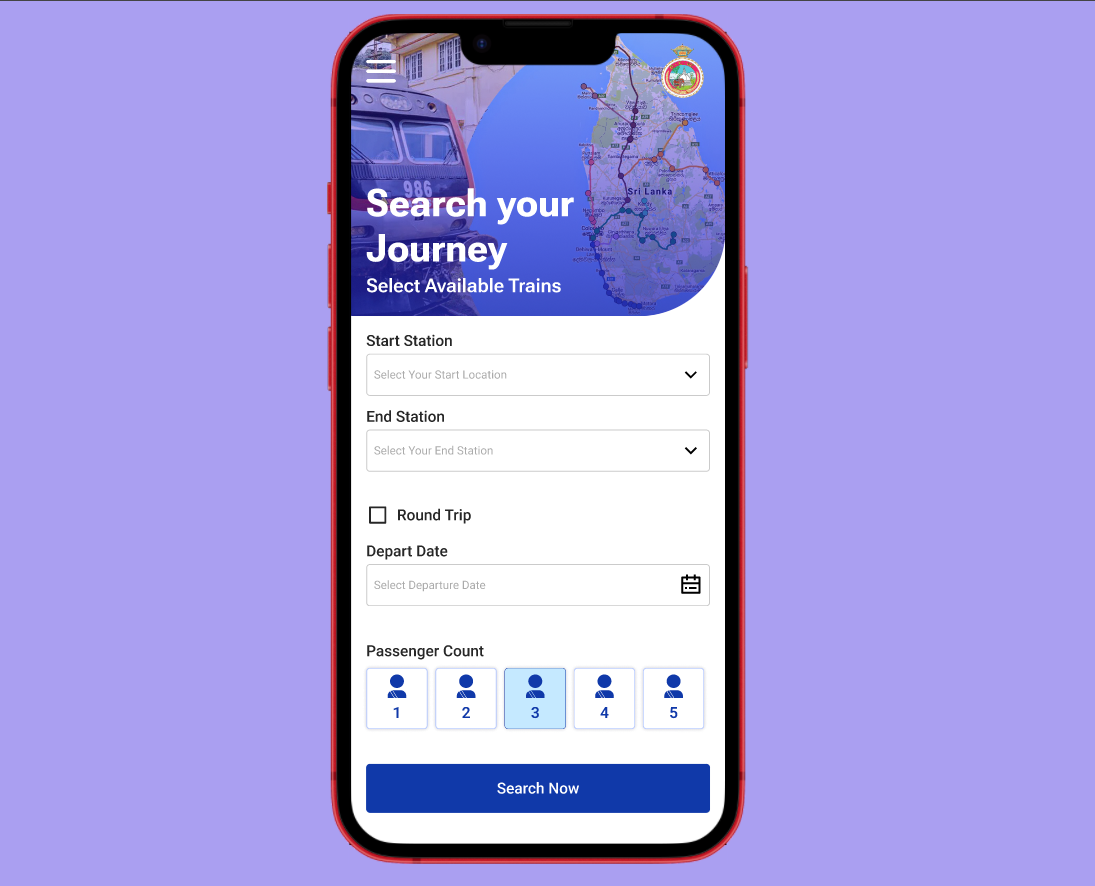 986
Sri Lanka
Search your
Journey
Select Available Trains
Start Station
Select Your Start Location
End Station
Select Your End Station
Round Trip
Depart Date
Select Departure Date
Passenger Count
1 2 3 4 5
Search Now